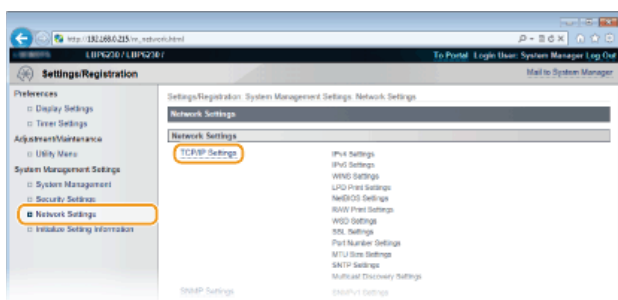 http://192.168.0.215/m_network.html
LBP6230 / LBP6230 /
To Portal Login User: System Manager Log Out
Settings/Registration
Mail to System Manager
Preferences
Display Settings
Timer Settings
Adjustment/Maintenance
Utility Menu
System Management Settings
System Management
Security Settings
Network Settings
Initialize Setting Information
Settings/Registration: System Management Settings: Network Settings
Network Settings
Network Settings
TCP/IP Settings
IPv4 Settings
IPv6 Settings
WINS Settings
LPD Print Settings
NetBIOS Settings
RAW Print Settings
WSD Settings
SSL Settings
Port Number Settings
MTU Size Settings
SNTP Settings
Multicast Discovery Settings
SNMP Settings
SNMPv1 Settings